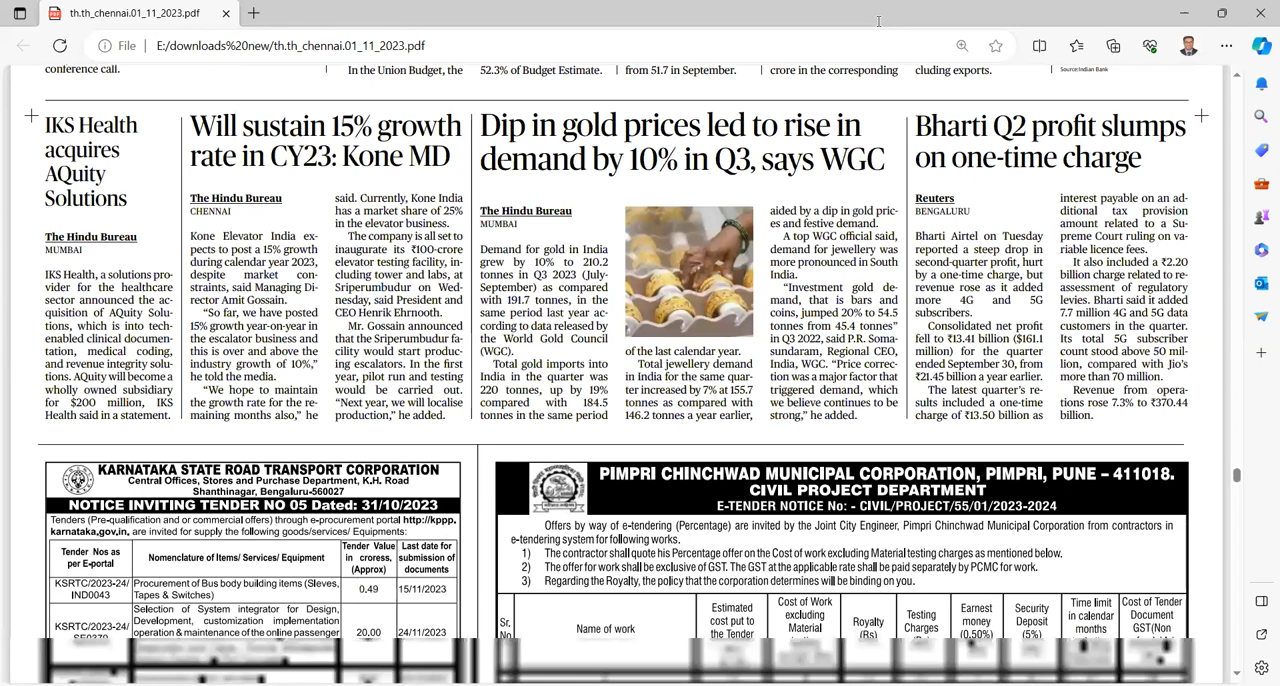 th.th_chennai.01_11_2023.pdf
File
E:/downloads%20new/th.th_chennai.01_11_2023.pdf
conference call.
In the Union Budget, the
52.3% of Budget Estimate.
from 51.7 in September.
crore in the corresponding
cluding exports.
Source:Indian Bank
IKS Health
acquires
AQuity
Solutions
The Hindu Bureau
MUMBAI
IKS Health, a solutions pro-
vider for the healthcare
sector announced the ac-
quisition of AQuity Solu-
tions, which is into tech-
enabled clinical documen-
tation, medical coding,
and revenue integrity solu-
tions. AQuity will become a
wholly owned subsidiary
for $200 million, IKS
Health said in a statement.
Will sustain 15% growth
rate in CY23: Kone MD
The Hindu Bureau
CHENNAI
Kone Elevator India ex-
pects to post a 15% growth
during calendar year 2023,
despite market con-
straints, said Managing Di-
rector Amit Gossain.
“So far, we have posted
15% growth year-on-year in
the escalator business and
this is over and above the
industry growth of 10%,”
he told the media.
“We hope to maintain
the growth rate for the re-
maining months also,” he
said. Currently, Kone India
has a market share of 25%
in the elevator business.
The company is all set to
inaugurate its ₹100-crore
elevator testing facility, in-
cluding tower and labs, at
Sriperumbudur on Wed-
nesday, said President and
CEO Henrik Ehrnooth.
Mr. Gossain announced
that the Sriperumbudur fa-
cility would start produc-
ing escalators. In the first
year, pilot run and testing
would be carried out.
“Next year, we will localise
production,” he added.
Dip in gold prices led to rise in
demand by 10% in Q3, says WGC
The Hindu Bureau
MUMBAI
Demand for gold in India
grew by 10% to 210.2
tonnes in Q3 2023 (July-
September) as compared
with 191.7 tonnes, in the
same period last year ac-
cording to data released by
the World Gold Council
(WGC).
Total gold imports into
India in the quarter was
220 tonnes, up by 19%
compared with 184.5
tonnes in the same period
of the last calendar year.
Total jewellery demand
in India for the same quar-
ter increased by 7% at 155.7
tonnes as compared with
146.2 tonnes a year earlier,
aided by a dip in gold pric-
es and festive demand.
A top WGC official said,
demand for jewellery was
more pronounced in South
India.
“Investment gold de-
mand, that is bars and
coins, jumped 20% to 54.5
tonnes from 45.4 tonnes”
in Q3 2022, said P.R. Soma-
sundaram, Regional CEO,
India, WGC. “Price correc-
tion was a major factor that
triggered demand, which
we believe continues to be
strong,” he added.
Bharti Q2 profit slumps
on one-time charge
Reuters
BENGALURU
Bharti Airtel on Tuesday
reported a steep drop in
second-quarter profit, hurt
by a one-time charge, but
revenue rose as it added
more 4G and 5G
subscribers.
Consolidated net profit
fell to ₹13.41 billion ($161.1
million) for the quarter
ended September 30, from
₹21.45 billion a year earlier.
The latest quarter’s re-
sults included a one-time
charge of ₹13.50 billion as
interest payable on an ad-
ditional tax provision
amount related to a Su-
preme Court ruling on va-
riable licence fees.
It also included a ₹2.20
billion charge related to re-
assessment of regulatory
levies. Bharti said it added
7.7 million 4G and 5G data
customers in the quarter.
Its total 5G subscriber
count stood above 50 mil-
lion, compared with Jio’s
more than 70 million.
Revenue from opera-
tions rose 7.3% to ₹370.44
billion.
KARNATAKA STATE ROAD TRANSPORT CORPORATION
Central Offices, Stores and Purchase Department, K.H. Road
Shanthinagar, Bengaluru-560027
NOTICE INVITING TENDER NO 05 Dated: 31/10/2023
Tenders (Pre-qualification and or commercial offers) through e-procurement portal http://kppp.
karnataka,gov,in, are invited for supply the following goods/services/ Equipments:
Tender Nos as per E-portal
Nomenclature of Items/ Services/ Equipment
Tender Value in croress, (Approx)
Last date for submission of documents
KSRTC/2023-24/ IND0043
Procurement of Bus body building items (Sleves, Tapes & Switches)
0.49
15/11/2023
KSRTC/2023-24/
Selection of System integrator for Design,
Development, customization implementation
operation & maintenance of the online passenger
20.00
24/11/2023
PIMPRI CHINCHWAD MUNICIPAL CORPORATION, PIMPRI, PUNE – 411018.
CIVIL PROJECT DEPARTMENT
E-TENDER NOTICE No: - CIVIL/PROJECT/55/01/2023-2024
Offers by way of e-tendering (Percentage) are invited by the Joint City Engineer, Pimpri Chinchwad Municipal Corporation from contractors in
e-tendering system for following works.
1) The contractor shall quote his Percentage offer on the Cost of work excluding Material testing charges as mentioned below.
2) The offer for work shall be exclusive of GST. The GST at the applicable rate shall be paid separately by PCMC for work.
3) Regarding the Royalty, the policy that the corporation determines will be binding on you.
Sr. No
Name of work
Estimated cost put to the Tender
Cost of Work excluding Material
Royalty (Rs)
Testing Charges
Earnest money (0.50%)
Security Deposit (5%)
Time limit in calendar months
Cost of Tender Document GST(Non